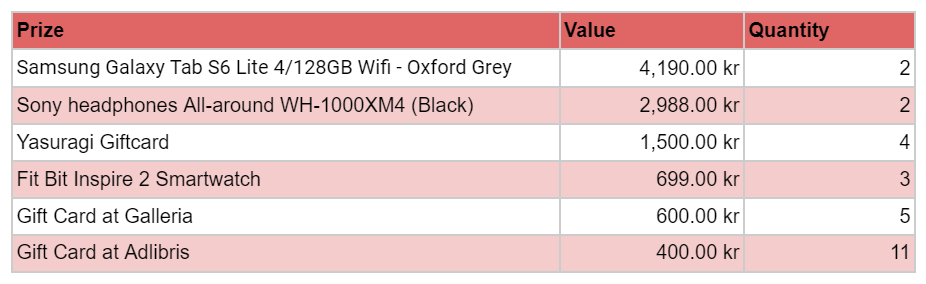 Prize Value Quantity
Samsung Galaxy Tab S6 Lite 4/128GB Wifi - Oxford Grey 4,190.00 kr 2
Sony headphones All-around WH-1000XM4 (Black) 2,988.00 kr 2
Yasuragi Giftcard 1,500.00 kr 4
Fit Bit Inspire 2 Smartwatch 699.00 kr 3
Gift Card at Galleria 600.00 kr 5
Gift Card at Adlibris 400.00 kr 11